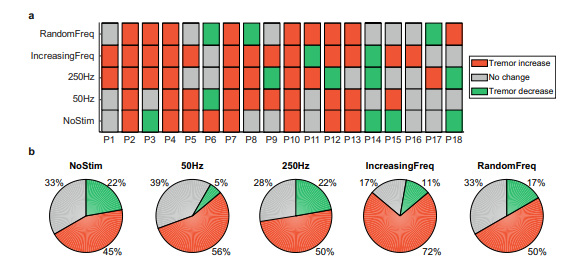 a
RandomFreq
IncreasingFreq
250Hz
50Hz
NoStim
Tremor increase
No change
Tremor decrease
P1 P2 P3 P4 P5 P6 P7 P8 P9 P10 P11 P12 P13 P14 P15 P16 P17 P18
b
NoStim 50Hz 250Hz IncreasingFreq RandomFreq
33% 22% 39% 5% 28% 22% 17% 11% 33% 17%
45% 56% 50% 72% 50%